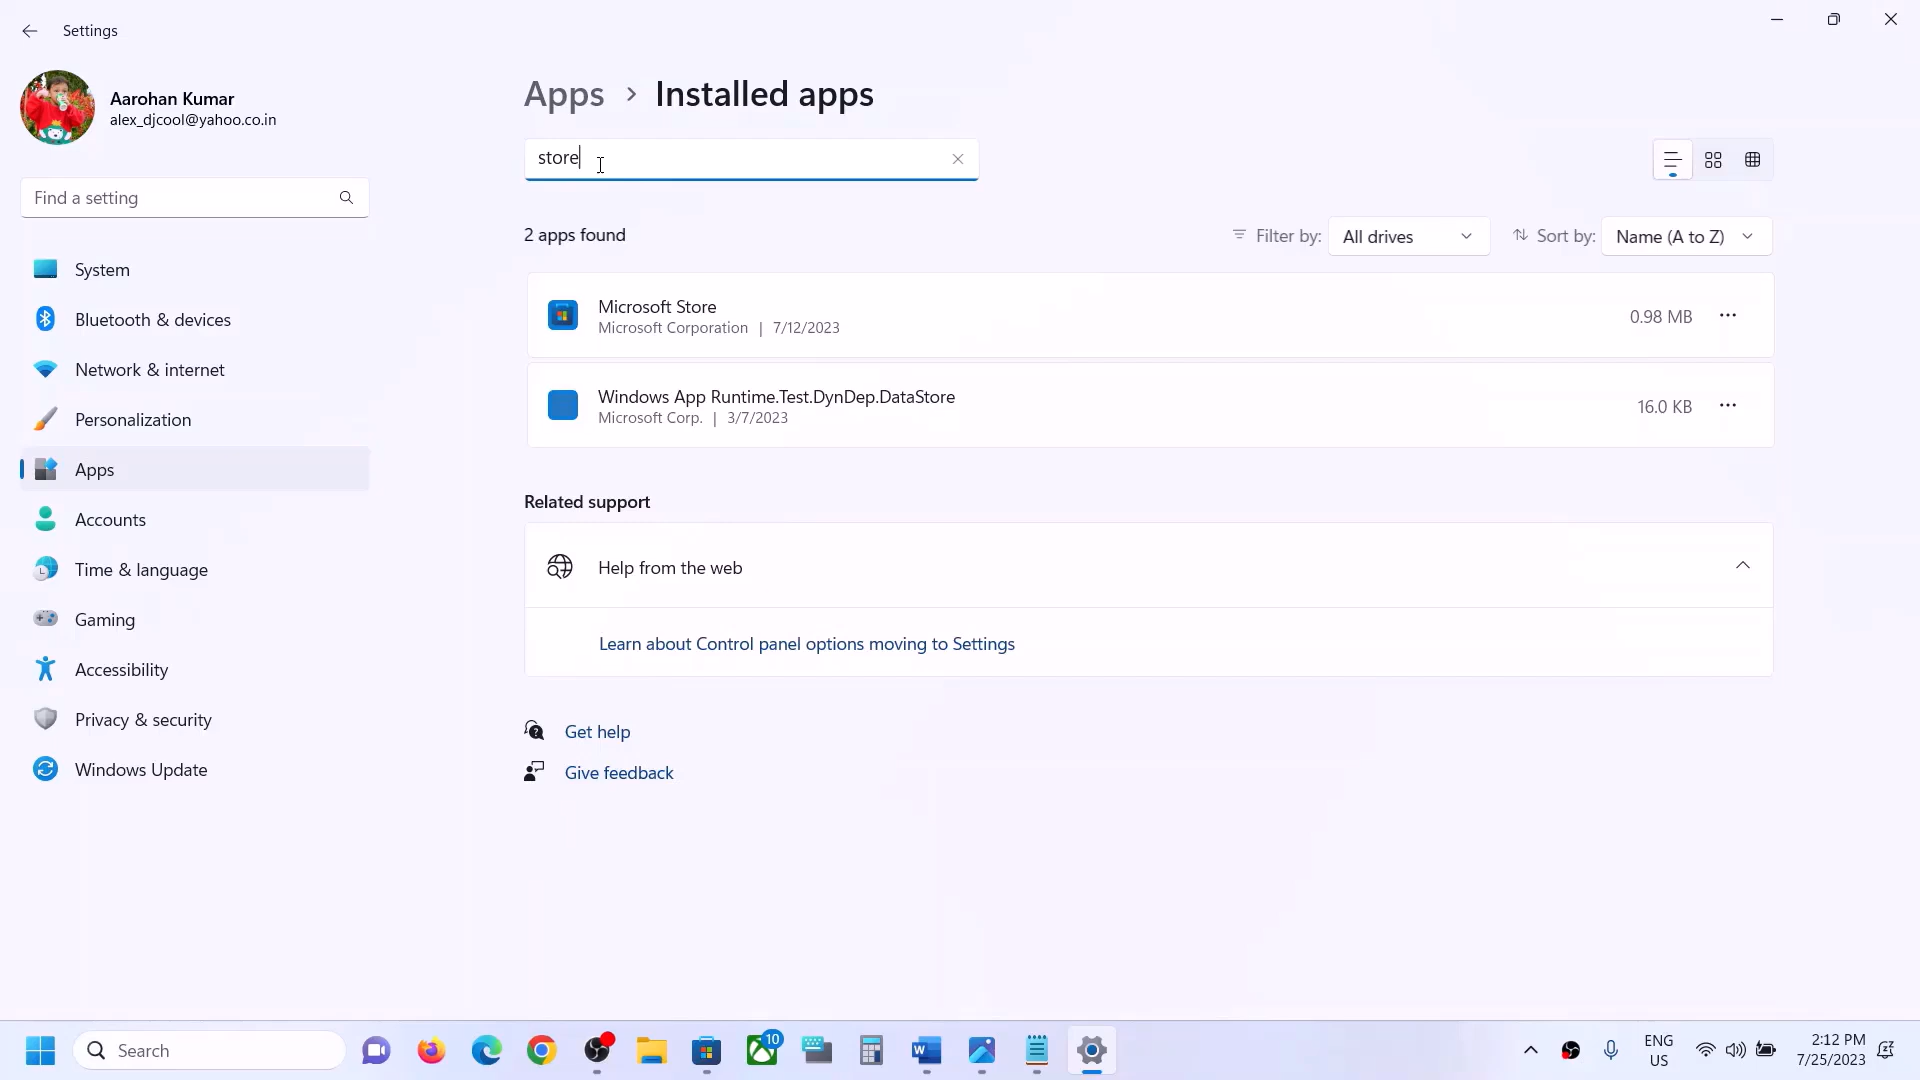 Settings
Aarohan Kumar
alex_djcool@yahoo.co.in
Find a setting
System
Bluetooth & devices
Network & internet
Personalization
Apps
Accounts
Time & language
Gaming
Accessibility
Privacy & security
Windows Update
Apps > Installed apps
store
2 apps found
Filter by: All drives
Sort by: Name (A to Z)
Microsoft Store
Microsoft Corporation | 7/12/2023
0.98 MB
Windows App Runtime.Test.DynDep.DataStore
Microsoft Corp. | 3/7/2023
16.0 KB
Related support
Help from the web
Learn about Control panel options moving to Settings
Get help
Give feedback
Search
10
ENG
US
2:12 PM
7/25/2023